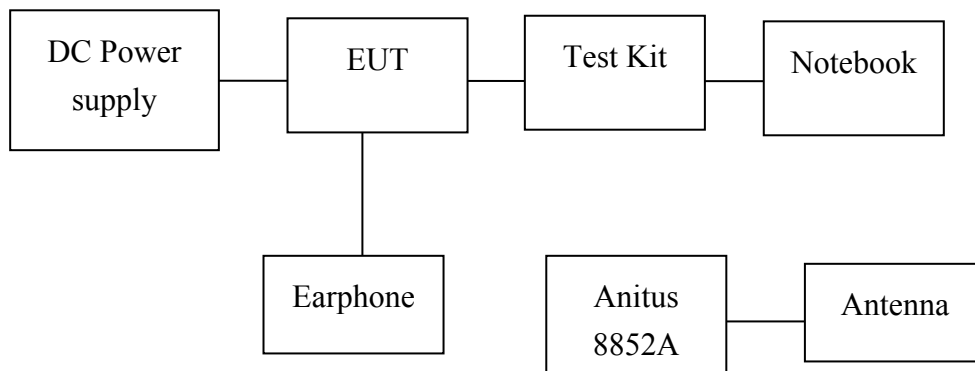 DC Power
supply
EUT
Test Kit
Notebook
Earphone
Anitus
8852A
Antenna